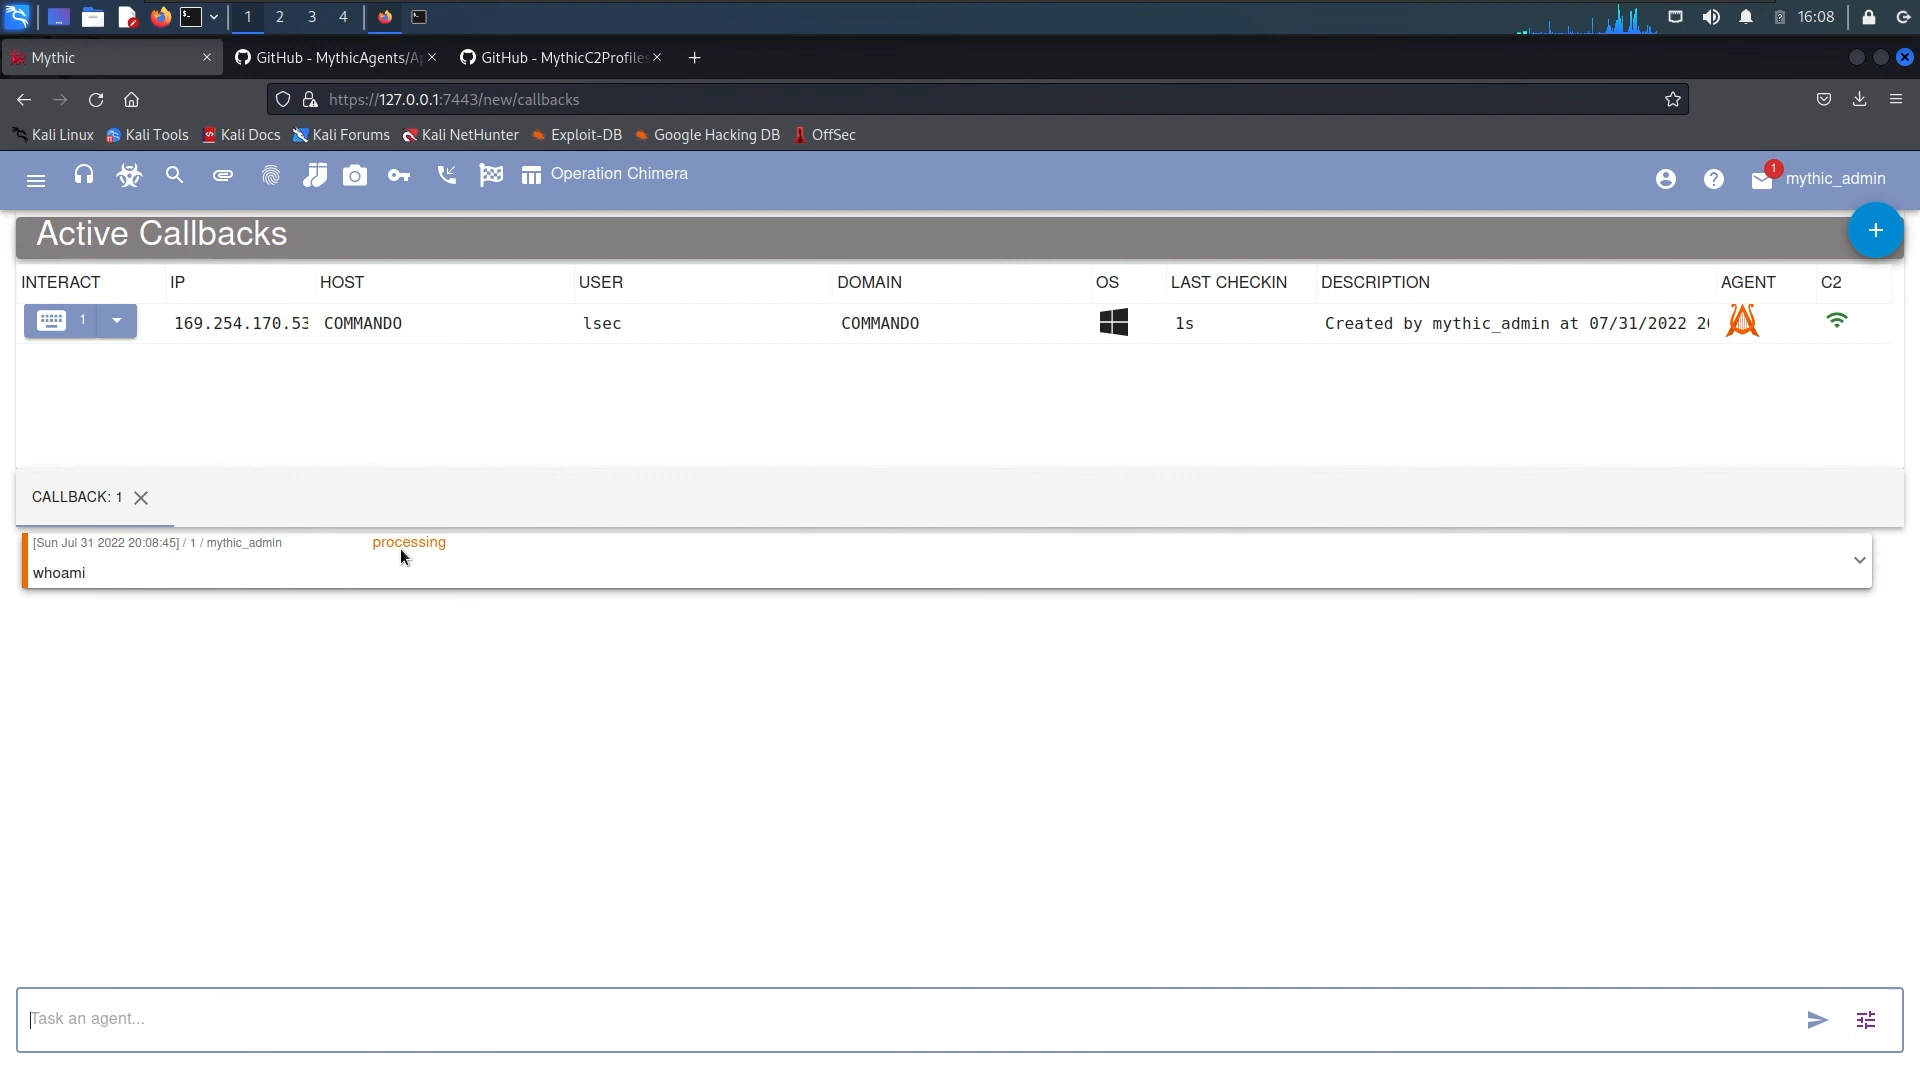 1 2 3 4 16:08
Mythic GitHub - MythicAgents/Ap GitHub - MythicC2Profiles
https://127.0.0.1:7443/new/callbacks
Kali Linux Kali Tools Kali Docs Kali Forums Kali NetHunter Exploit-DB Google Hacking DB OffSec
Operation Chimera 1 mythic_admin
Active Callbacks
INTERACT IP HOST USER DOMAIN OS LAST CHECKIN DESCRIPTION AGENT C2
1 169.254.170.53 COMMANDO lsec COMMANDO 1s Created by mythic_admin at 07/31/2022 20
CALLBACK: 1
[Sun Jul 31 2022 20:08:45] / 1 / mythic_admin processing
whoami
Task an agent...